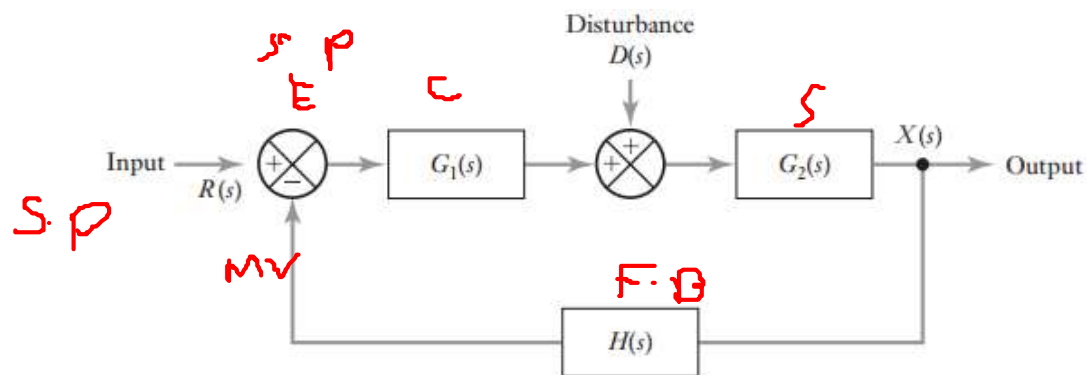 Disturbance
D(s)
P
E
C
S
X(s)
Input
R(s)
+
−
G₁(s)
+
+
G₂(s)
Output
S.P
MV
F.B
H(s)